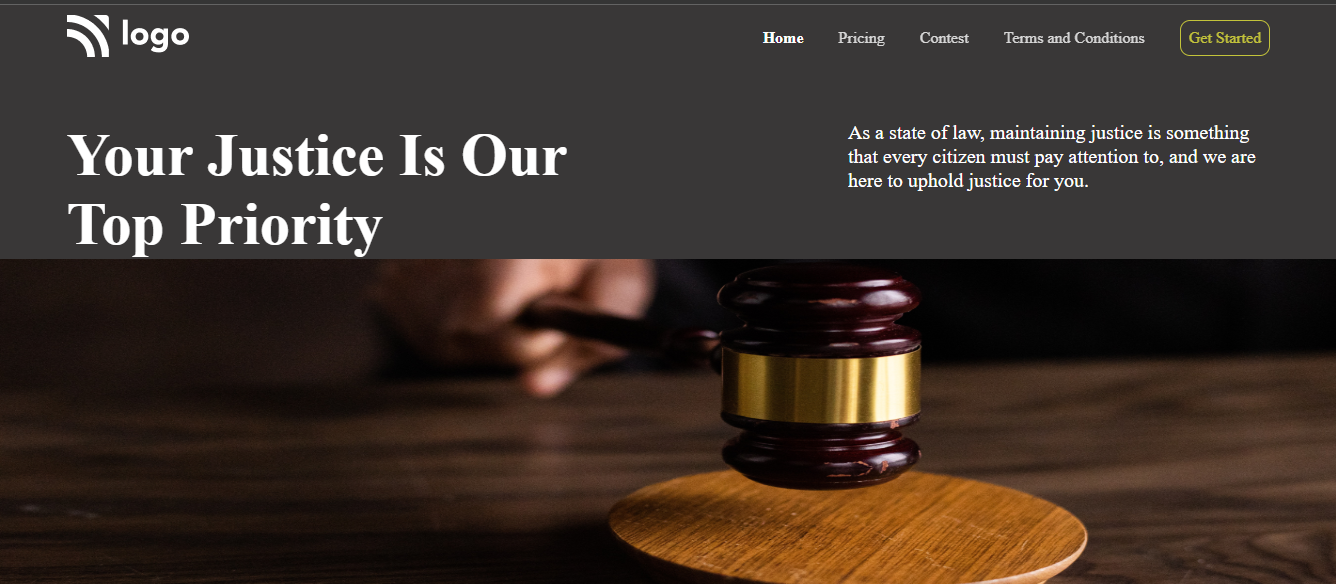 logo
Home Pricing Contest Terms and Conditions Get Started
Your Justice Is Our
Top Priority
As a state of law, maintaining justice is something
that every citizen must pay attention to, and we are
here to uphold justice for you.